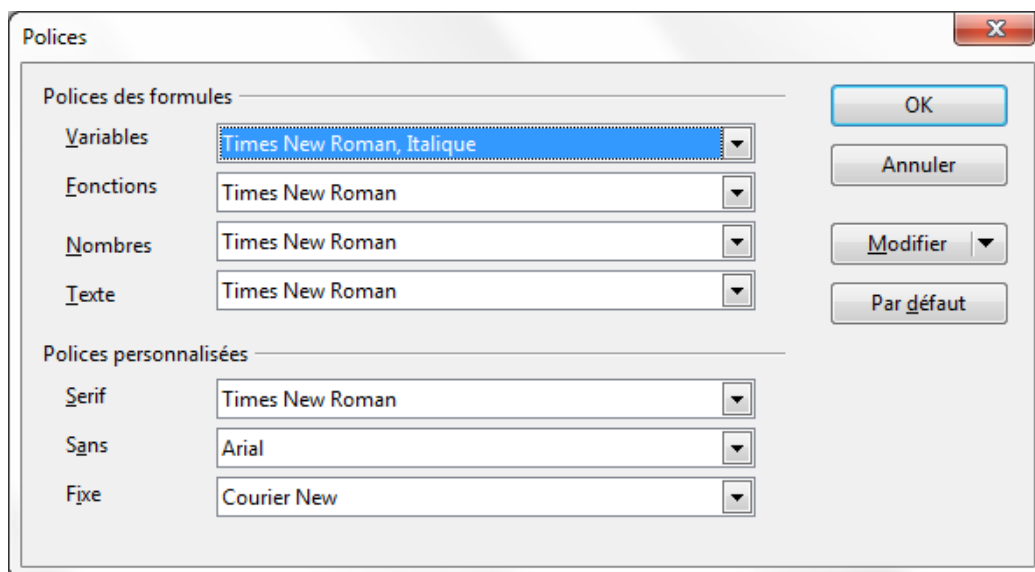 Polices
Polices des formules
Variables Times New Roman, Italique
Fonctions Times New Roman
Nombres Times New Roman
Texte Times New Roman
Polices personnalisées
Serif Times New Roman
Sans Arial
Fixe Courier New
OK
Annuler
Modifier
Par défaut